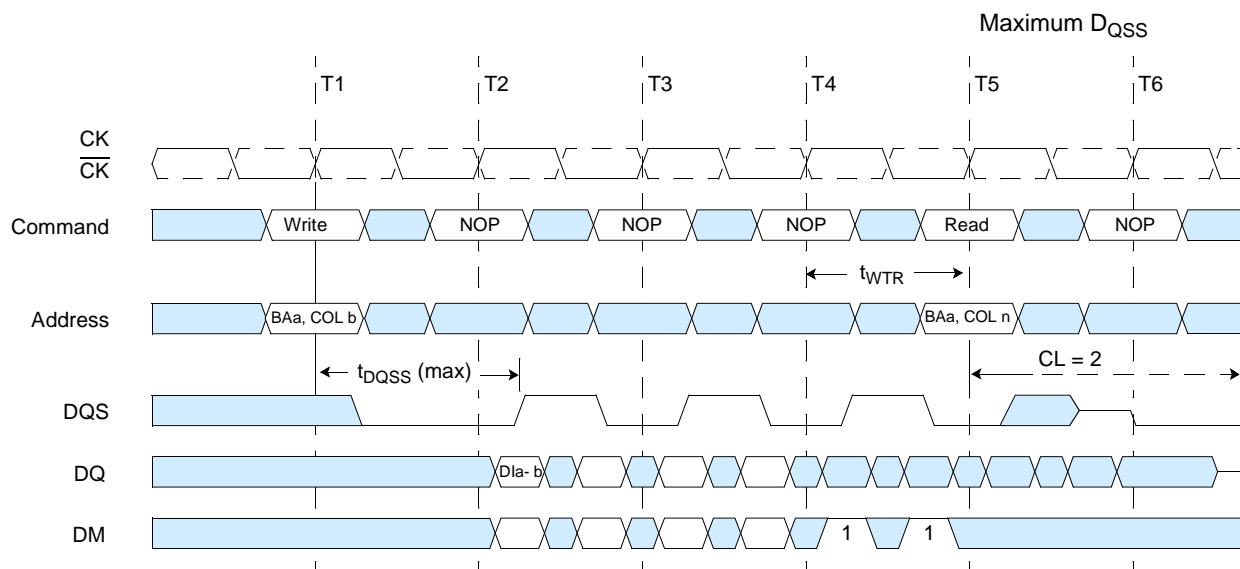 Maximum DQSS
T1 T2 T3 T4 T5 T6
CK
CK
Command Write NOP NOP NOP Read NOP
tWTR
Address BAa, COL b BAa, COL n
tDQSS (max) CL = 2
DQS
DQ DIa- b
DM 1 1